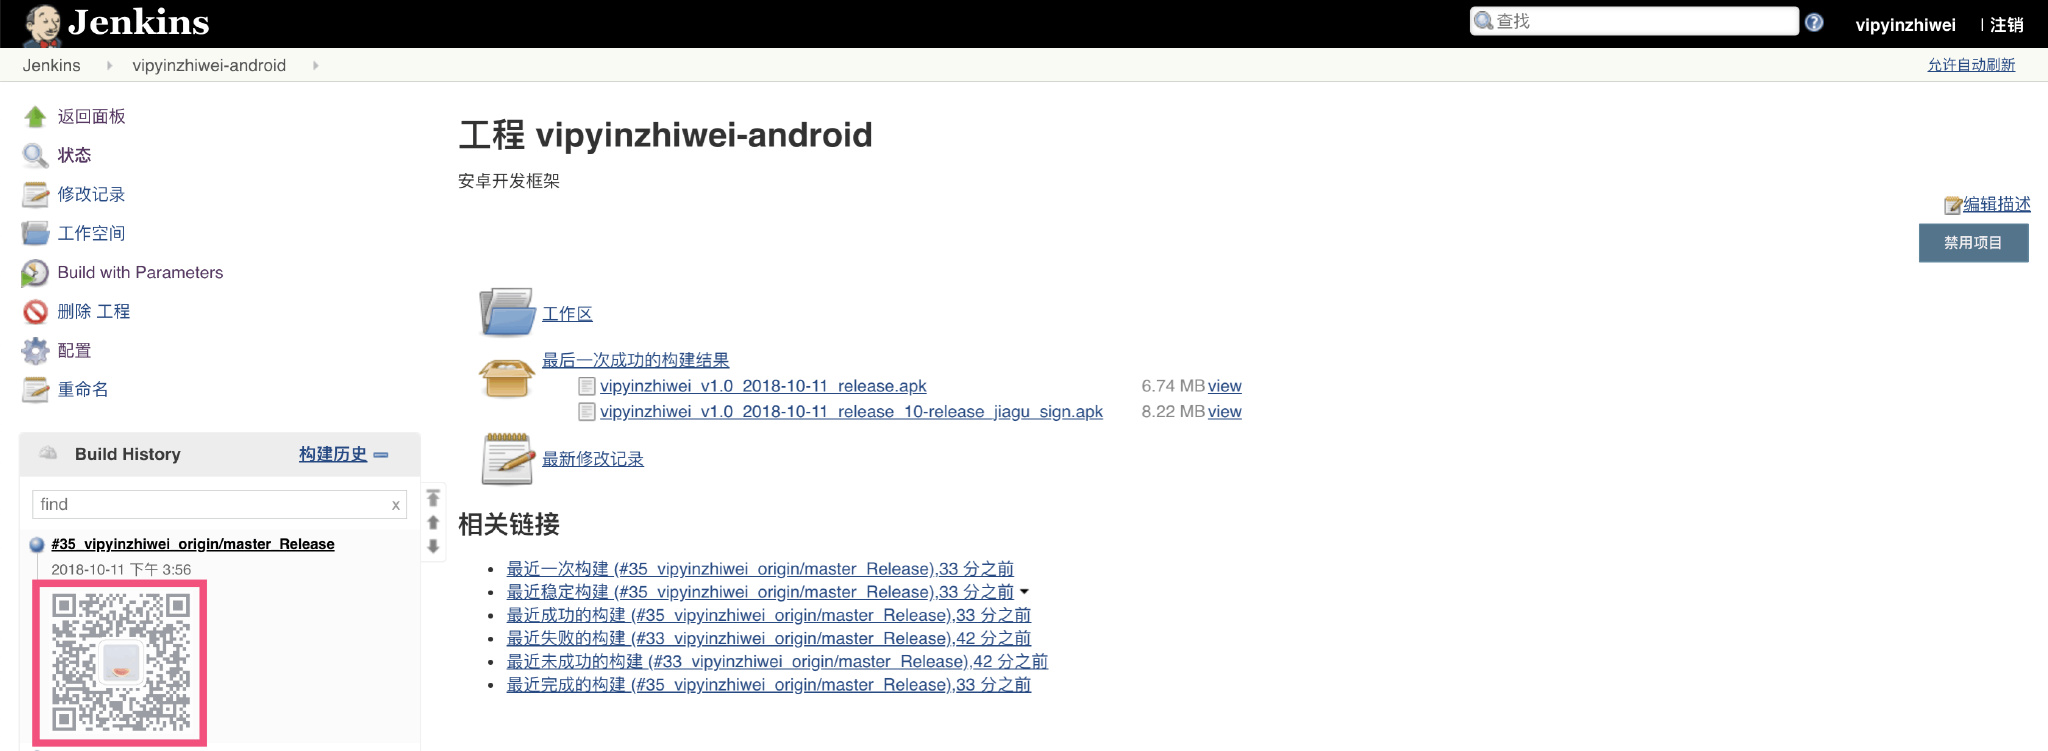 Jenkins
查找
vipyinzhiwei
| 注销
Jenkins
vipyinzhiwei-android
允许自动刷新
返回面板
状态
修改记录
工作空间
Build with Parameters
删除 工程
配置
重命名
Build History
构建历史
find
x
#35_vipyinzhiwei_origin/master_Release
2018-10-11 下午 3:56
工程 vipyinzhiwei-android
安卓开发框架
编辑描述
禁用项目
工作区
最后一次成功的构建结果
vipyinzhiwei_v1.0_2018-10-11_release.apk 6.74 MB view
vipyinzhiwei_v1.0_2018-10-11_release_10-release_jiagu_sign.apk 8.22 MB view
最新修改记录
相关链接
最近一次构建 (#35_vipyinzhiwei_origin/master_Release),33 分之前
最近稳定构建 (#35_vipyinzhiwei_origin/master_Release),33 分之前
最近成功的构建 (#35_vipyinzhiwei_origin/master_Release),33 分之前
最近失败的构建 (#33_vipyinzhiwei_origin/master_Release),42 分之前
最近未成功的构建 (#33_vipyinzhiwei_origin/master_Release),42 分之前
最近完成的构建 (#35_vipyinzhiwei_origin/master_Release),33 分之前